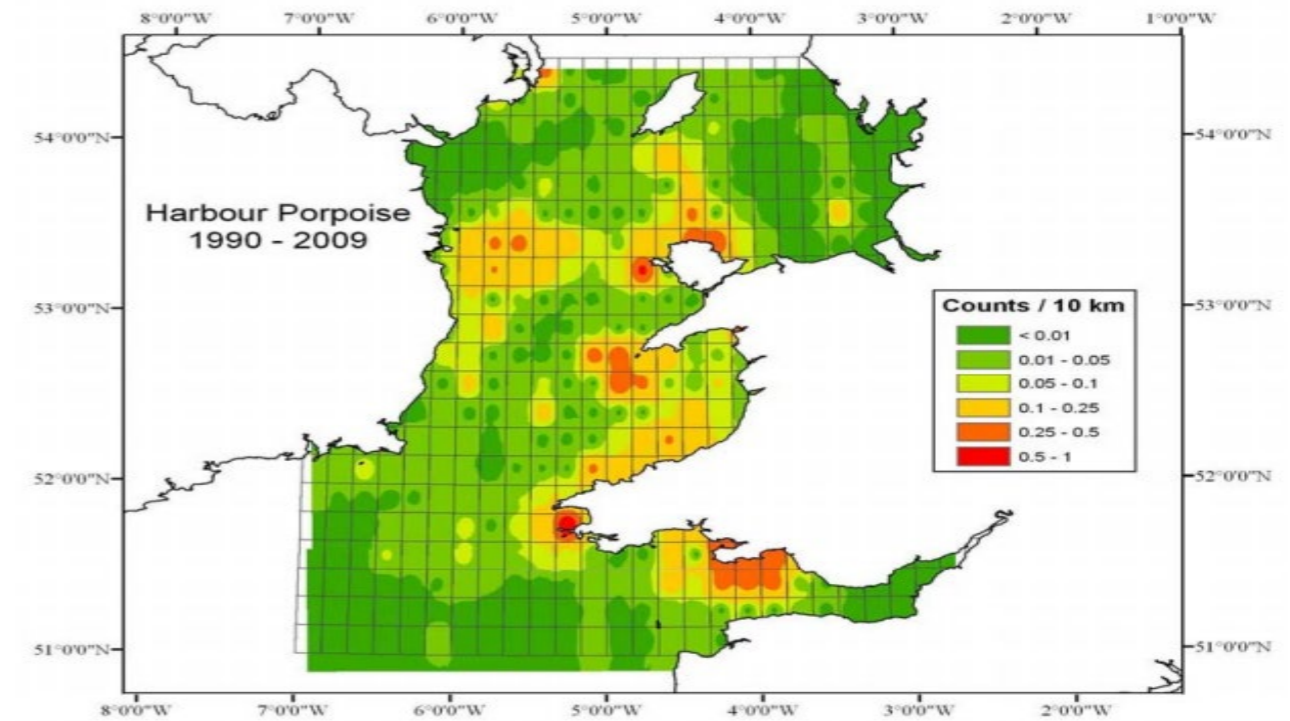 8°0'0"W 7°0'0"W 6°0'0"W 5°0'0"W 4°0'0"W 3°0'0"W 2°0'0"W 1°0'0"W
54°0'0"N 54°0'0"N
Harbour Porpoise
1990 - 2009
53°0'0"N 53°0'0"N
Counts / 10 km
< 0.01
0.01 - 0.05
0.05 - 0.1
0.1 - 0.25
0.25 - 0.5
0.5 - 1
52°0'0"N 52°0'0"N
51°0'0"N 51°0'0"N
8°0'0"W 7°0'0"W 6°0'0"W 5°0'0"W 4°0'0"W 3°0'0"W 2°0'0"W